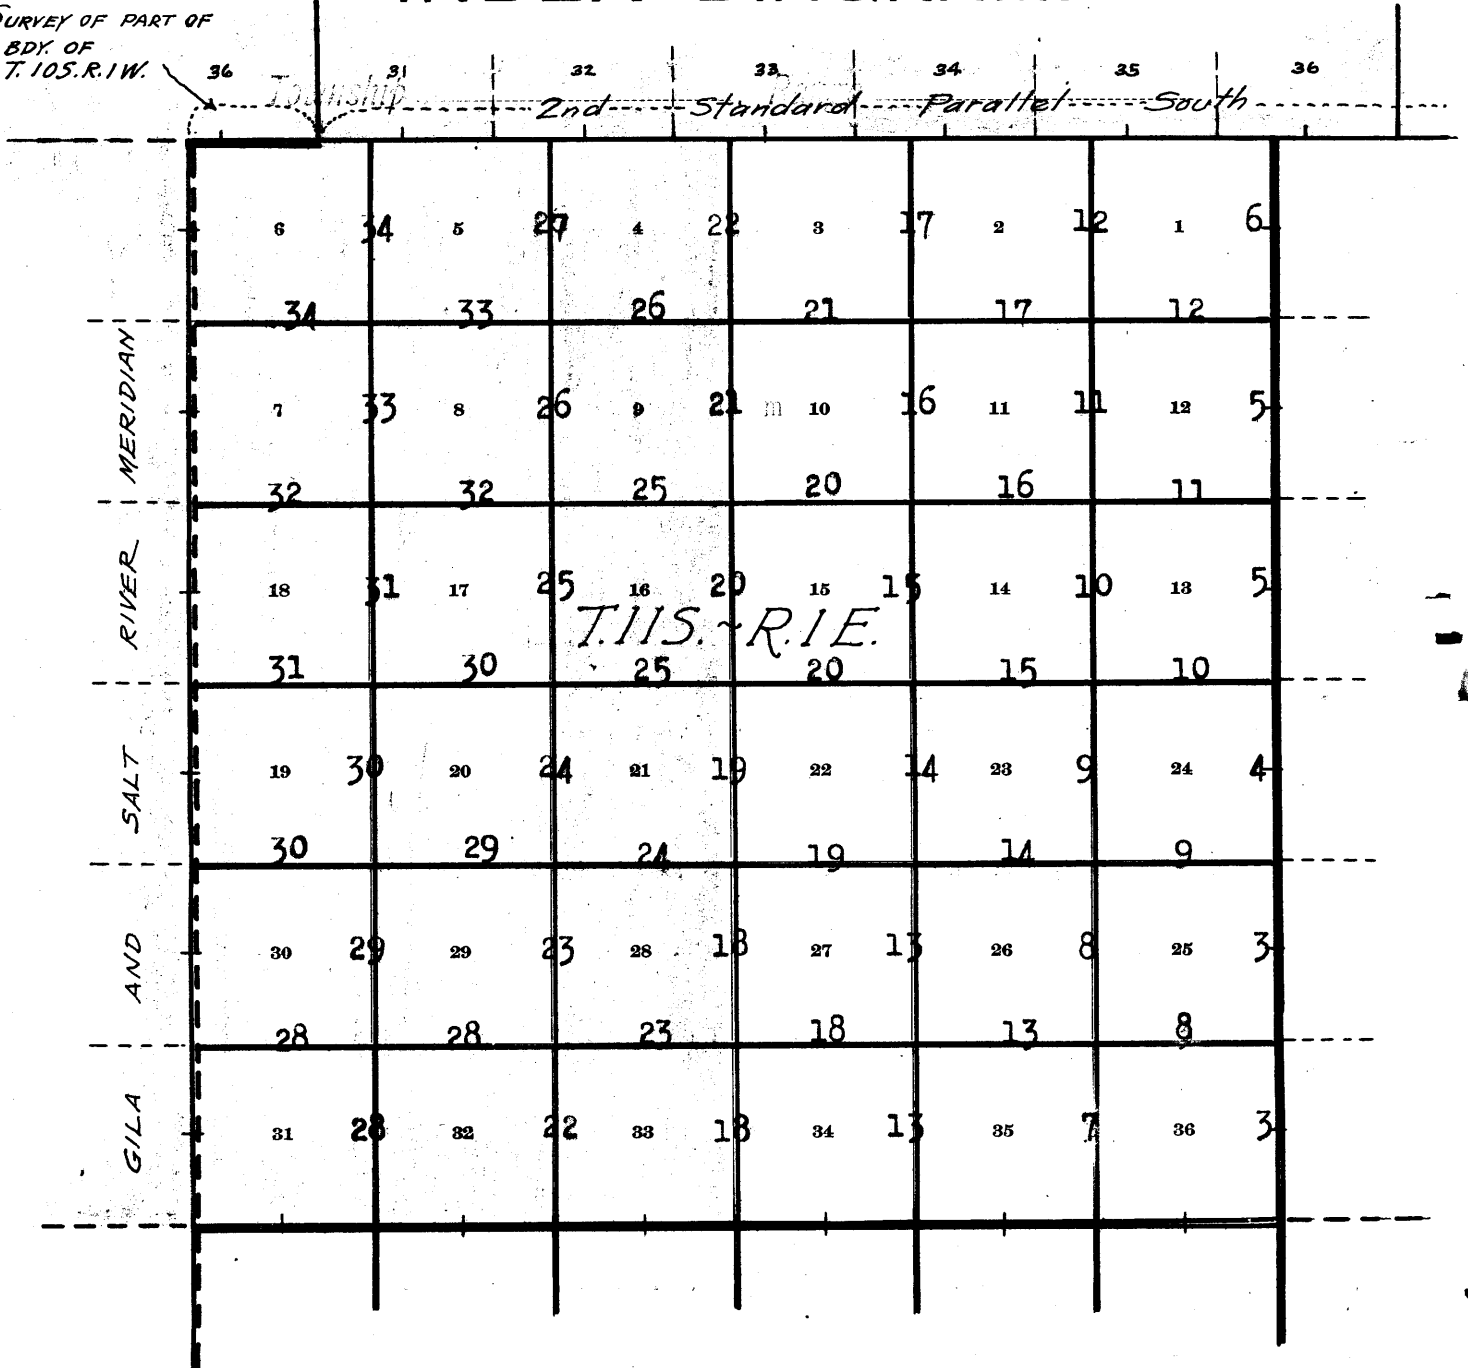 SURVEY OF PART OF
BDY. OF
T. 10S. R. 1 W.
36 31 32 33 34 35 36
Township
2nd Standard Parallel South
6 34 5 27 4 22 3 17 2 12 1 6
34 33 26 21 17 12
7 33 8 26 9 21 m 10 16 11 11 12 5
32 32 25 20 16 11
18 31 17 25 16 20 15 15 14 10 13 5
T. 11S. ~ R. 1 E.
31 30 25 20 15 10
19 30 20 24 21 19 22 14 23 9 24 4
30 29 24 19 14 9
30 29 29 23 28 18 27 13 26 8 25 3
28 28 23 18 13 8
31 28 32 22 33 18 34 13 35 7 36 3
GILA AND SALT RIVER MERIDIAN